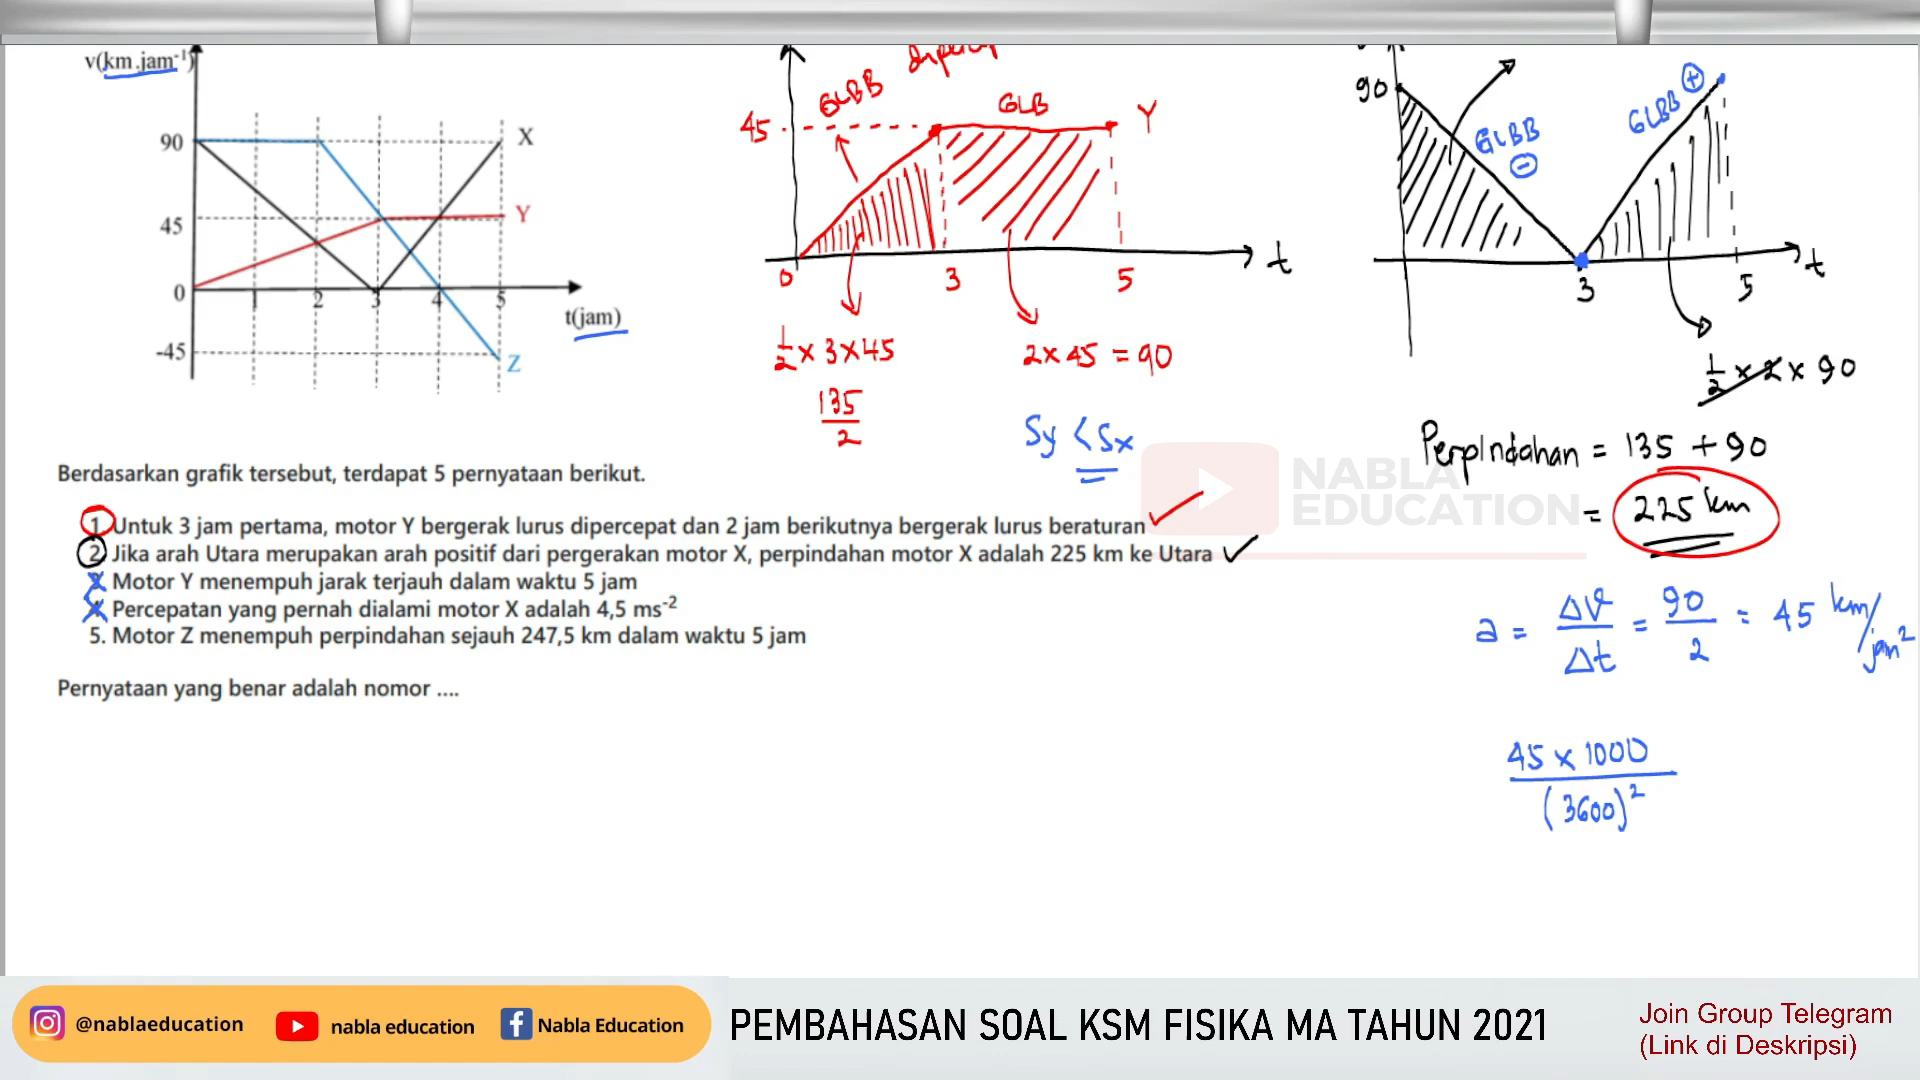 v(km.jam⁻¹)
90
45
0
-45
1
2
3
4
5
X
Y
Z
t(jam)
GLBB
45
GLB
Y
0
3
5
t
½ x 3 x 45
135/2
2 x 45 = 90
Sy < Sx
90
GLBB
−
GLBB +
3
5
t
½ x 2 x 90
Perpindahan = 135 + 90
= 225 km
NABLA
EDUCATION
Berdasarkan grafik tersebut, terdapat 5 pernyataan berikut.
1. Untuk 3 jam pertama, motor Y bergerak lurus dipercepat dan 2 jam berikutnya bergerak lurus beraturan
2 Jika arah Utara merupakan arah positif dari pergerakan motor X, perpindahan motor X adalah 225 km ke Utara
Motor Y menempuh jarak terjauh dalam waktu 5 jam
Percepatan yang pernah dialami motor X adalah 4,5 ms⁻²
5. Motor Z menempuh perpindahan sejauh 247,5 km dalam waktu 5 jam
Pernyataan yang benar adalah nomor ....
a = Δv/Δt = 90/2 = 45 km/jam²
45 x 1000
(3600)²
@nablaeducation
nabla education
Nabla Education
PEMBAHASAN SOAL KSM FISIKA MA TAHUN 2021
Join Group Telegram
(Link di Deskripsi)